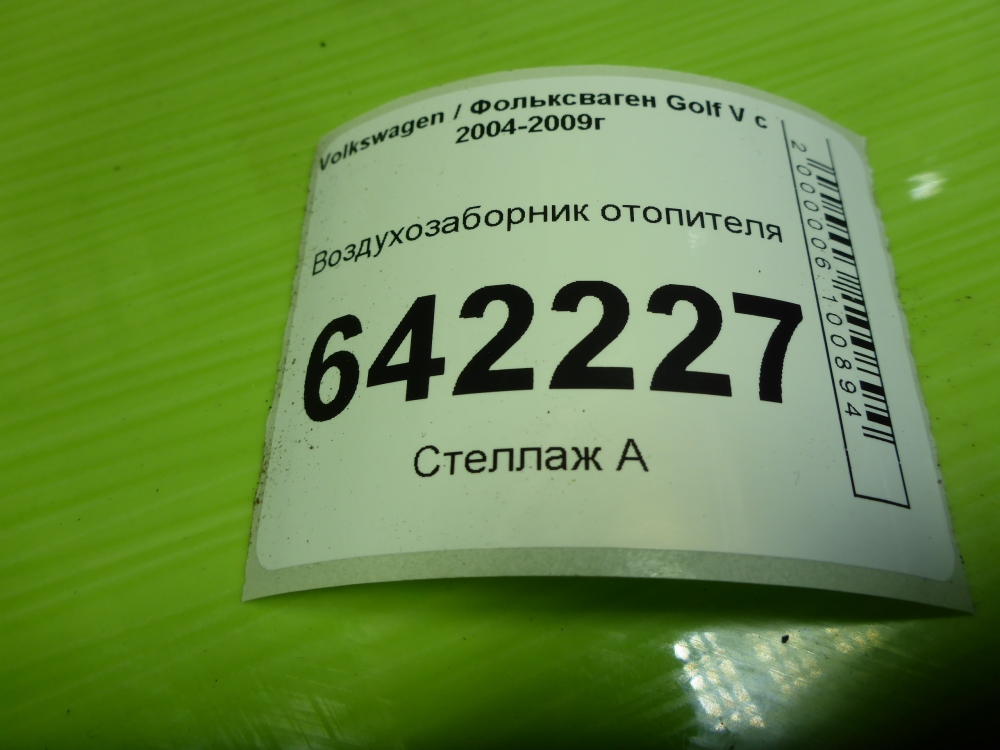 Volkswagen / Фольксваген Golf V с
2004-2009г
Воздухозаборник отопителя
642227
Стеллаж А
2000006100894